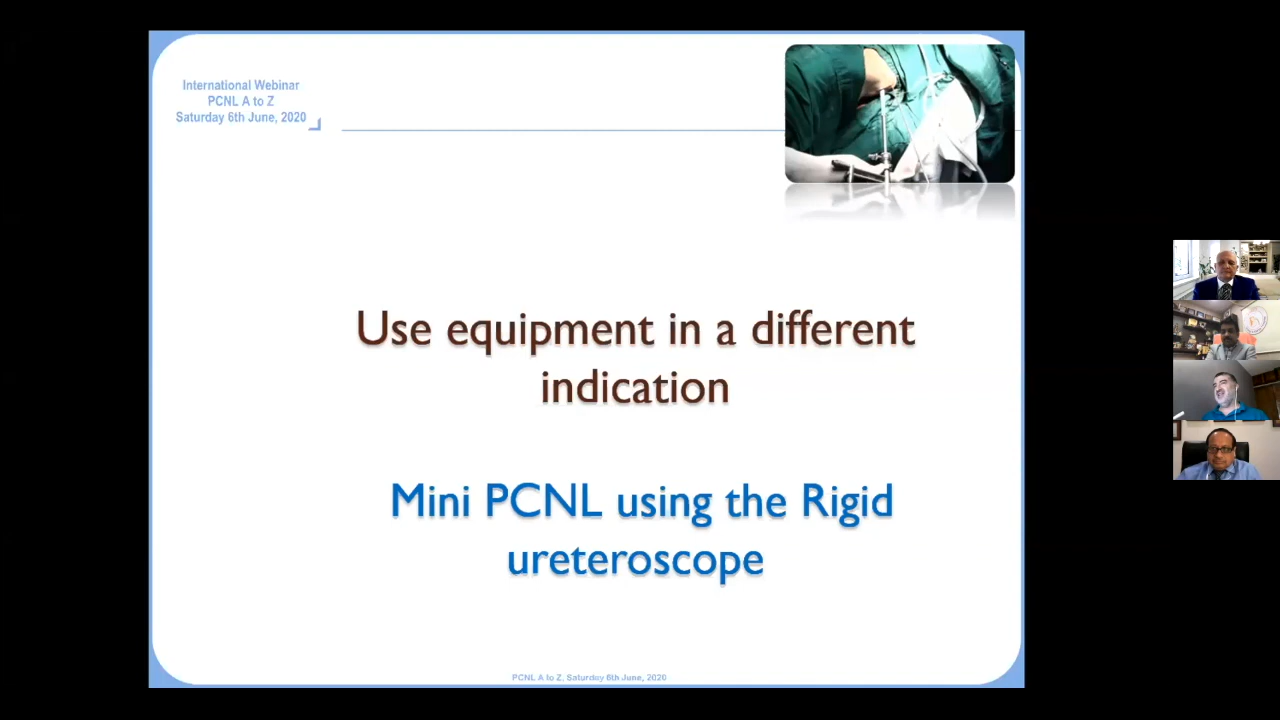 International Webinar
PCNL A to Z
Saturday 6th June, 2020
Use equipment in a different
indication
Mini PCNL using the Rigid
ureteroscope
PCNL A to Z, Saturday 6th June, 2020